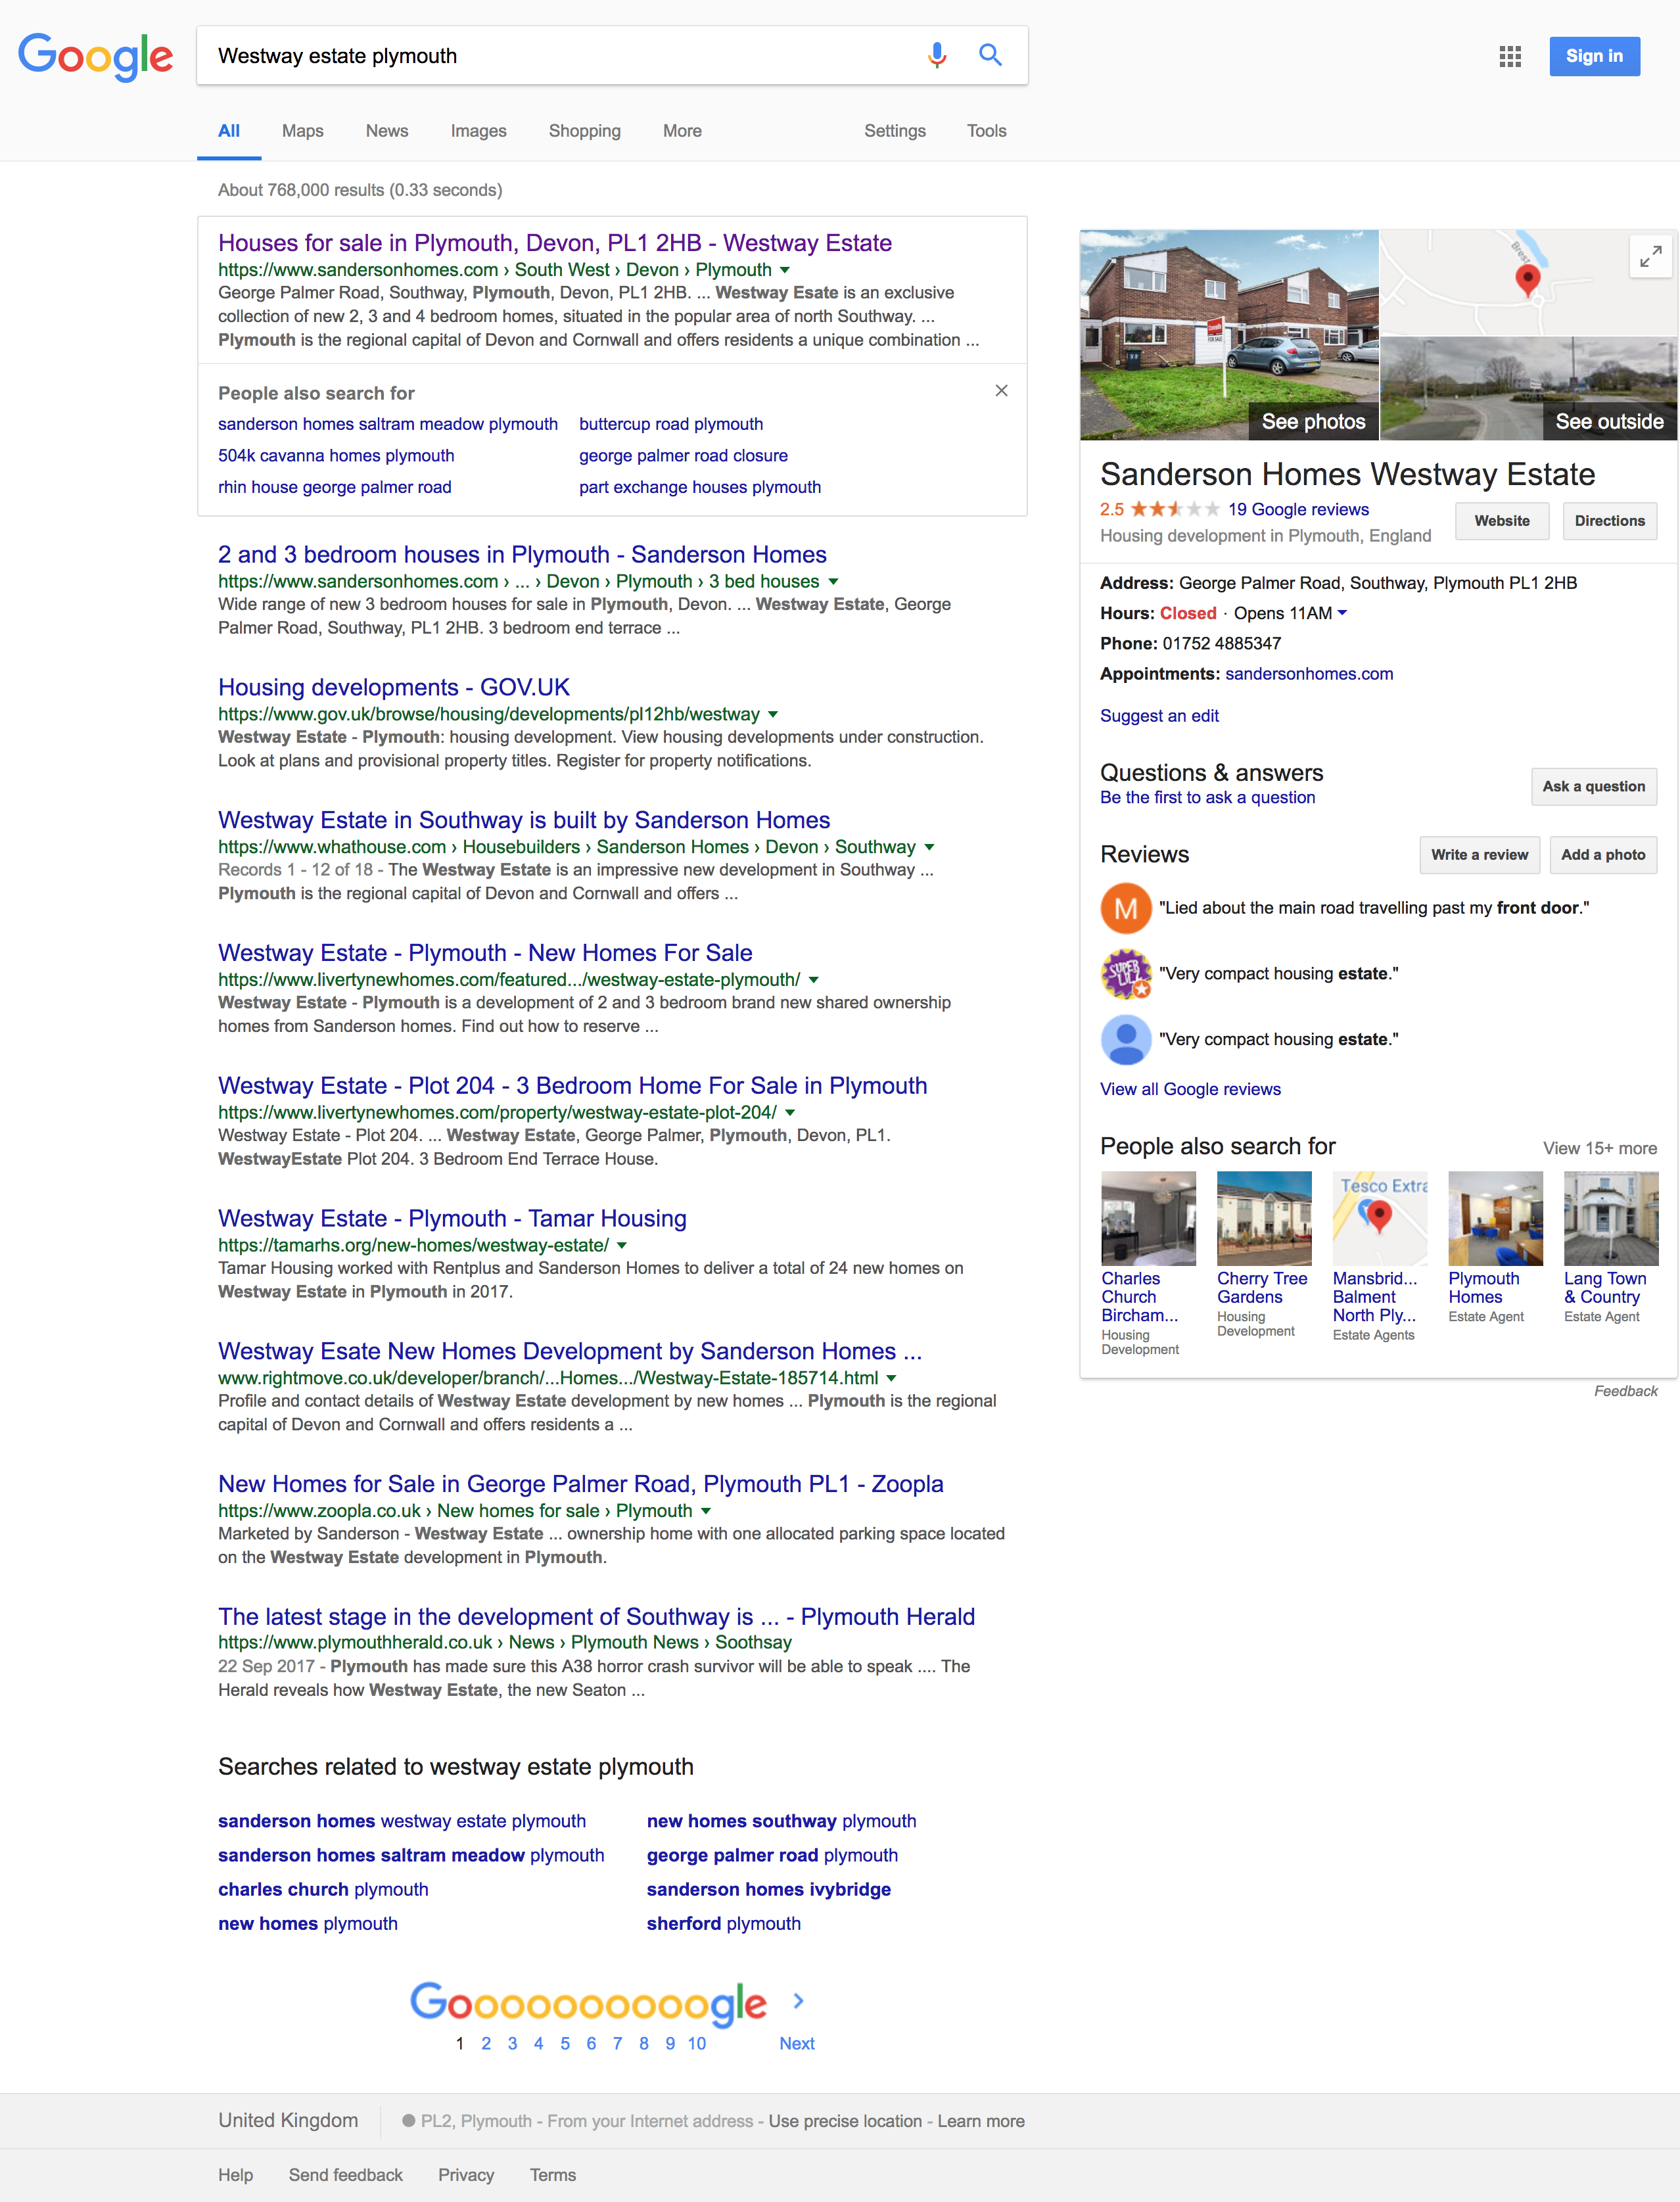 Google
Westway estate plymouth
Sign in
All Maps News Images Shopping More Settings Tools
About 768,000 results (0.33 seconds)
Houses for sale in Plymouth, Devon, PL1 2HB - Westway Estate
https://www.sandersonhomes.com › South West › Devon › Plymouth
George Palmer Road, Southway, Plymouth, Devon, PL1 2HB. ... Westway Esate is an exclusive
collection of new 2, 3 and 4 bedroom homes, situated in the popular area of north Southway. ...
Plymouth is the regional capital of Devon and Cornwall and offers residents a unique combination ...
People also search for
sanderson homes saltram meadow plymouth buttercup road plymouth
504k cavanna homes plymouth george palmer road closure
rhin house george palmer road part exchange houses plymouth
2 and 3 bedroom houses in Plymouth - Sanderson Homes
https://www.sandersonhomes.com › ... › Devon › Plymouth › 3 bed houses
Wide range of new 3 bedroom houses for sale in Plymouth, Devon. ... Westway Estate, George
Palmer Road, Southway, PL1 2HB. 3 bedroom end terrace ...
Housing developments - GOV.UK
https://www.gov.uk/browse/housing/developments/pl12hb/westway
Westway Estate - Plymouth: housing development. View housing developments under construction.
Look at plans and provisional property titles. Register for property notifications.
Westway Estate in Southway is built by Sanderson Homes
https://www.whathouse.com › Housebuilders › Sanderson Homes › Devon › Southway
Records 1 - 12 of 18 - The Westway Estate is an impressive new development in Southway ...
Plymouth is the regional capital of Devon and Cornwall and offers ...
Westway Estate - Plymouth - New Homes For Sale
https://www.livertynewhomes.com/featured.../westway-estate-plymouth/
Westway Estate - Plymouth is a development of 2 and 3 bedroom brand new shared ownership
homes from Sanderson homes. Find out how to reserve ...
Westway Estate - Plot 204 - 3 Bedroom Home For Sale in Plymouth
https://www.livertynewhomes.com/property/westway-estate-plot-204/
Westway Estate - Plot 204. ... Westway Estate, George Palmer, Plymouth, Devon, PL1.
WestwayEstate Plot 204. 3 Bedroom End Terrace House.
Westway Estate - Plymouth - Tamar Housing
https://tamarhs.org/new-homes/westway-estate/
Tamar Housing worked with Rentplus and Sanderson Homes to deliver a total of 24 new homes on
Westway Estate in Plymouth in 2017.
Westway Esate New Homes Development by Sanderson Homes ...
www.rightmove.co.uk/developer/branch/...Homes.../Westway-Estate-185714.html
Profile and contact details of Westway Estate development by new homes ... Plymouth is the regional
capital of Devon and Cornwall and offers residents a ...
New Homes for Sale in George Palmer Road, Plymouth PL1 - Zoopla
https://www.zoopla.co.uk › New homes for sale › Plymouth
Marketed by Sanderson - Westway Estate ... ownership home with one allocated parking space located
on the Westway Estate development in Plymouth.
The latest stage in the development of Southway is ... - Plymouth Herald
https://www.plymouthherald.co.uk › News › Plymouth News › Soothsay
22 Sep 2017 - Plymouth has made sure this A38 horror crash survivor will be able to speak .... The
Herald reveals how Westway Estate, the new Seaton ...
Searches related to westway estate plymouth
sanderson homes westway estate plymouth new homes southway plymouth
sanderson homes saltram meadow plymouth george palmer road plymouth
charles church plymouth sanderson homes ivybridge
new homes plymouth sherford plymouth
Goooooooooogle
1 2 3 4 5 6 7 8 9 10 Next
Brest
FOR SALE
See photos
See outside
Sanderson Homes Westway Estate
2.5 19 Google reviews
Housing development in Plymouth, England
Website Directions
Address: George Palmer Road, Southway, Plymouth PL1 2HB
Hours: Closed · Opens 11AM
Phone: 01752 4885347
Appointments: sandersonhomes.com
Suggest an edit
Questions & answers
Be the first to ask a question
Ask a question
Reviews
Write a review Add a photo
M "Lied about the main road travelling past my front door."
SUPER LILZ "Very compact housing estate."
"Very compact housing estate."
View all Google reviews
People also search for View 15+ more
Tesco Extra
Charles
Church
Bircham...
Housing
Development
Cherry Tree
Gardens
Housing
Development
Mansbrid...
Balment
North Ply...
Estate Agents
Plymouth
Homes
Estate Agent
Lang Town
& Country
Estate Agent
Feedback
United Kingdom PL2, Plymouth - From your Internet address - Use precise location - Learn more
Help Send feedback Privacy Terms